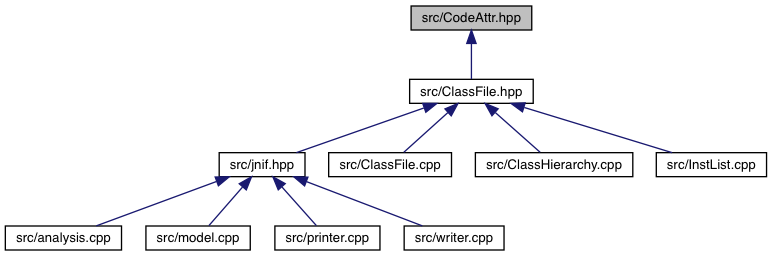 src/CodeAttr.hpp
src/ClassFile.hpp
src/jnif.hpp
src/ClassFile.cpp
src/ClassHierarchy.cpp
src/InstList.cpp
src/analysis.cpp
src/model.cpp
src/printer.cpp
src/writer.cpp